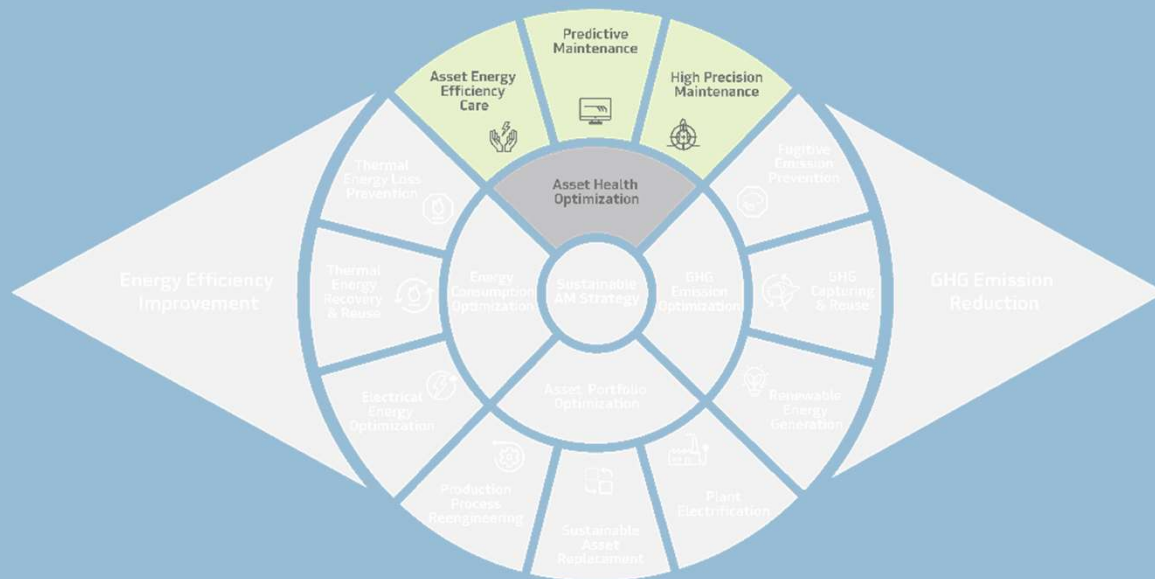 Predictive
Maintenance
Asset Energy
Efficiency
Care
High Precision
Maintenance
Asset Health
Optimization
Thermal
Energy Loss
Prevention
Fugitive
Emission
Prevention
Energy Efficiency
Improvement
Thermal
Energy
Recovery
& Reuse
Energy
Consumption
Optimization
Sustainable
AM Strategy
GHG
Emission
Optimization
GHG
Capturing
& Reuse
GHG Emission
Reduction
Electrical
Energy
Optimization
Asset Portfolio
Optimization
Renewable
Energy
Generation
Production
Process
Reengineering
Sustainable
Asset
Replacement
Plant
Electrification